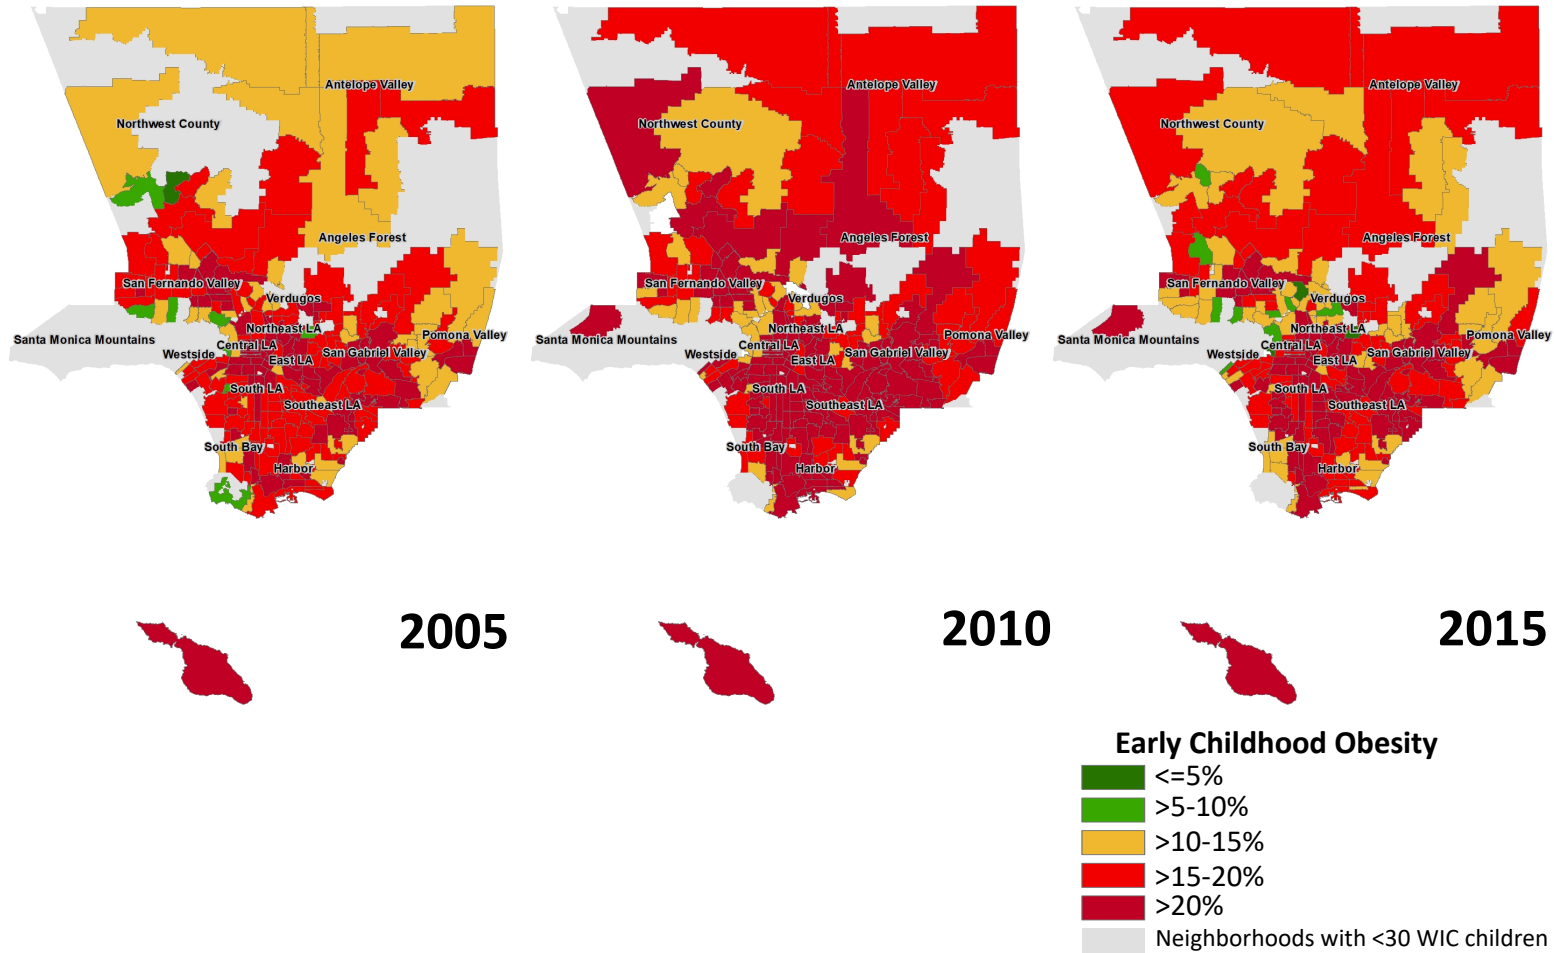 Antelope Valley
Northwest County
Angeles Forest
San Fernando Valley
Verdugos
Northeast LA
Santa Monica Mountains
Pomona Valley
Central LA
Westside
San Gabriel Valley
East LA
South LA
Southeast LA
South Bay
Harbor
2005
Antelope Valley
Northwest County
Angeles Forest
San Fernando Valley
Verdugos
Northeast LA
Santa Monica Mountains
Pomona Valley
Central LA
Westside
San Gabriel Valley
East LA
South LA
Southeast LA
South Bay
Harbor
2010
Antelope Valley
Northwest County
Angeles Forest
San Fernando Valley
Verdugos
Northeast LA
Santa Monica Mountains
Pomona Valley
Central LA
Westside
San Gabriel Valley
East LA
South LA
Southeast LA
South Bay
Harbor
2015
Early Childhood Obesity
<=5%
>5-10%
>10-15%
>15-20%
>20%
Neighborhoods with <30 WIC children